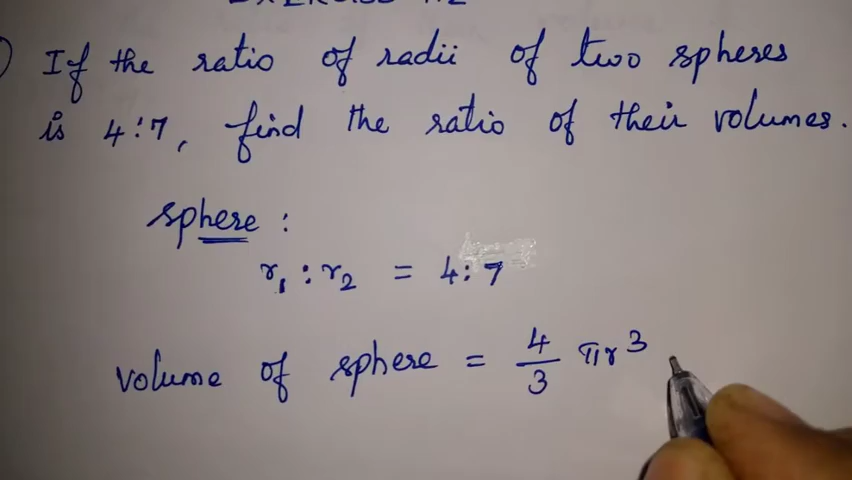 If the ratio of radii of two spheres
is 4:7, find the ratio of their volumes.
sphere :
r₁ : r₂ = 4:7
volume of sphere = 4/3 πr³